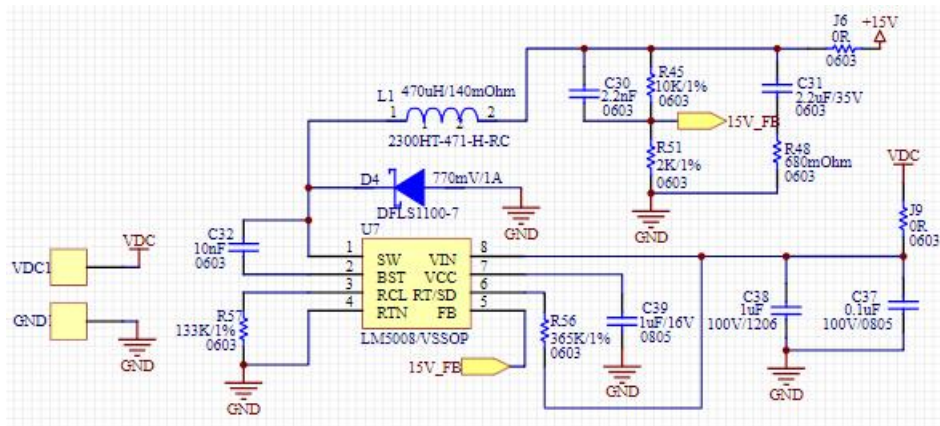 J6
0R
0603
+15V
C30
2.2nF
0603
R45
10K/1%
0603
C31
2.2uF/35V
15V_FB
R51
2K/1%
0603
R48
680mOhm
0603
GND
470uH/140mOhm
L1
1
2
1
2
2300HT-471-H-RC
D4
770mV/1A
DFLS1100-7
GND
VDC
J9
0R
0603
C32
10nF
0603
U7
1
2
3
4
SW
BST
RCL
RTN
VIN
VCC
RT/SD
FB
8
7
6
5
LM5008/VSSOP
VDC1
VDC
GND1
GND
R57
133K/1%
0603
GND
15V_FB
R56
365K/1%
0603
C39
1uF/16V
0805
GND
C38
1uF
100V/1206
C37
0.1uF
100V/0805
GND